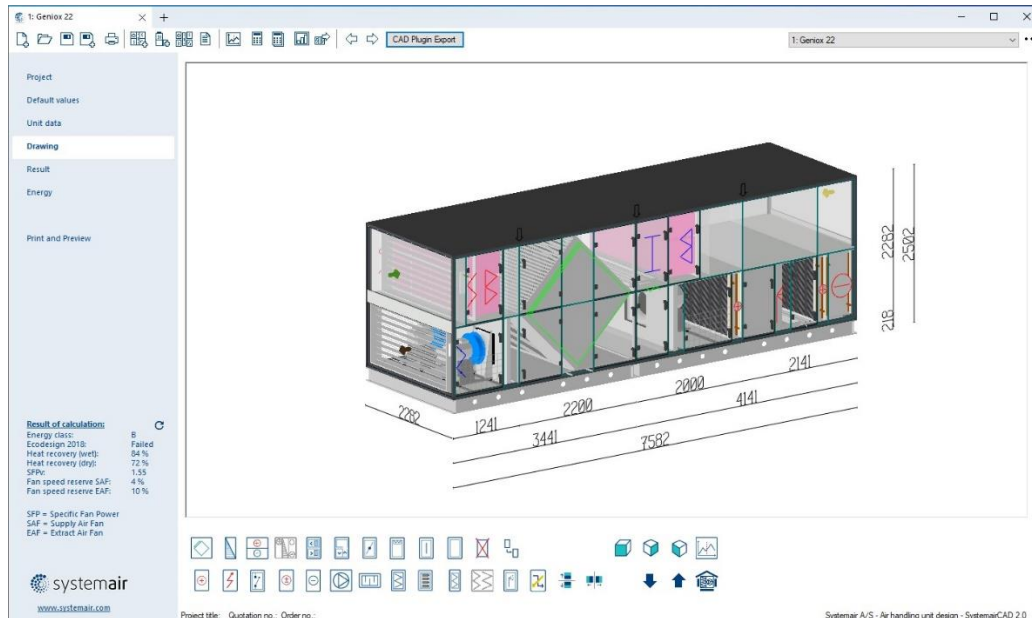 1: Geniox 22
CAD Plugin Export
1: Geniox 22
Project
Default values
Unit data
Drawing
Result
Energy
Print and Preview
2282
2502
218
2141
2000
2200
4141
1241
3441
2282
7582
Result of calculation:
Energy class: B
Ecodesign 2018: Failed
Heat recovery (wet): 84 %
Heat recovery (dry): 72 %
SFPv: 1.55
Fan speed reserve SAF: 4 %
Fan speed reserve EAF: 10 %
SFP = Specific Fan Power
SAF = Supply Air Fan
EAF = Extract Air Fan
systemair
www.systemair.com
Project title: Quotation no.: Order no.:
Systemair A/S - Air handling unit design - SystemairCAD 2.0